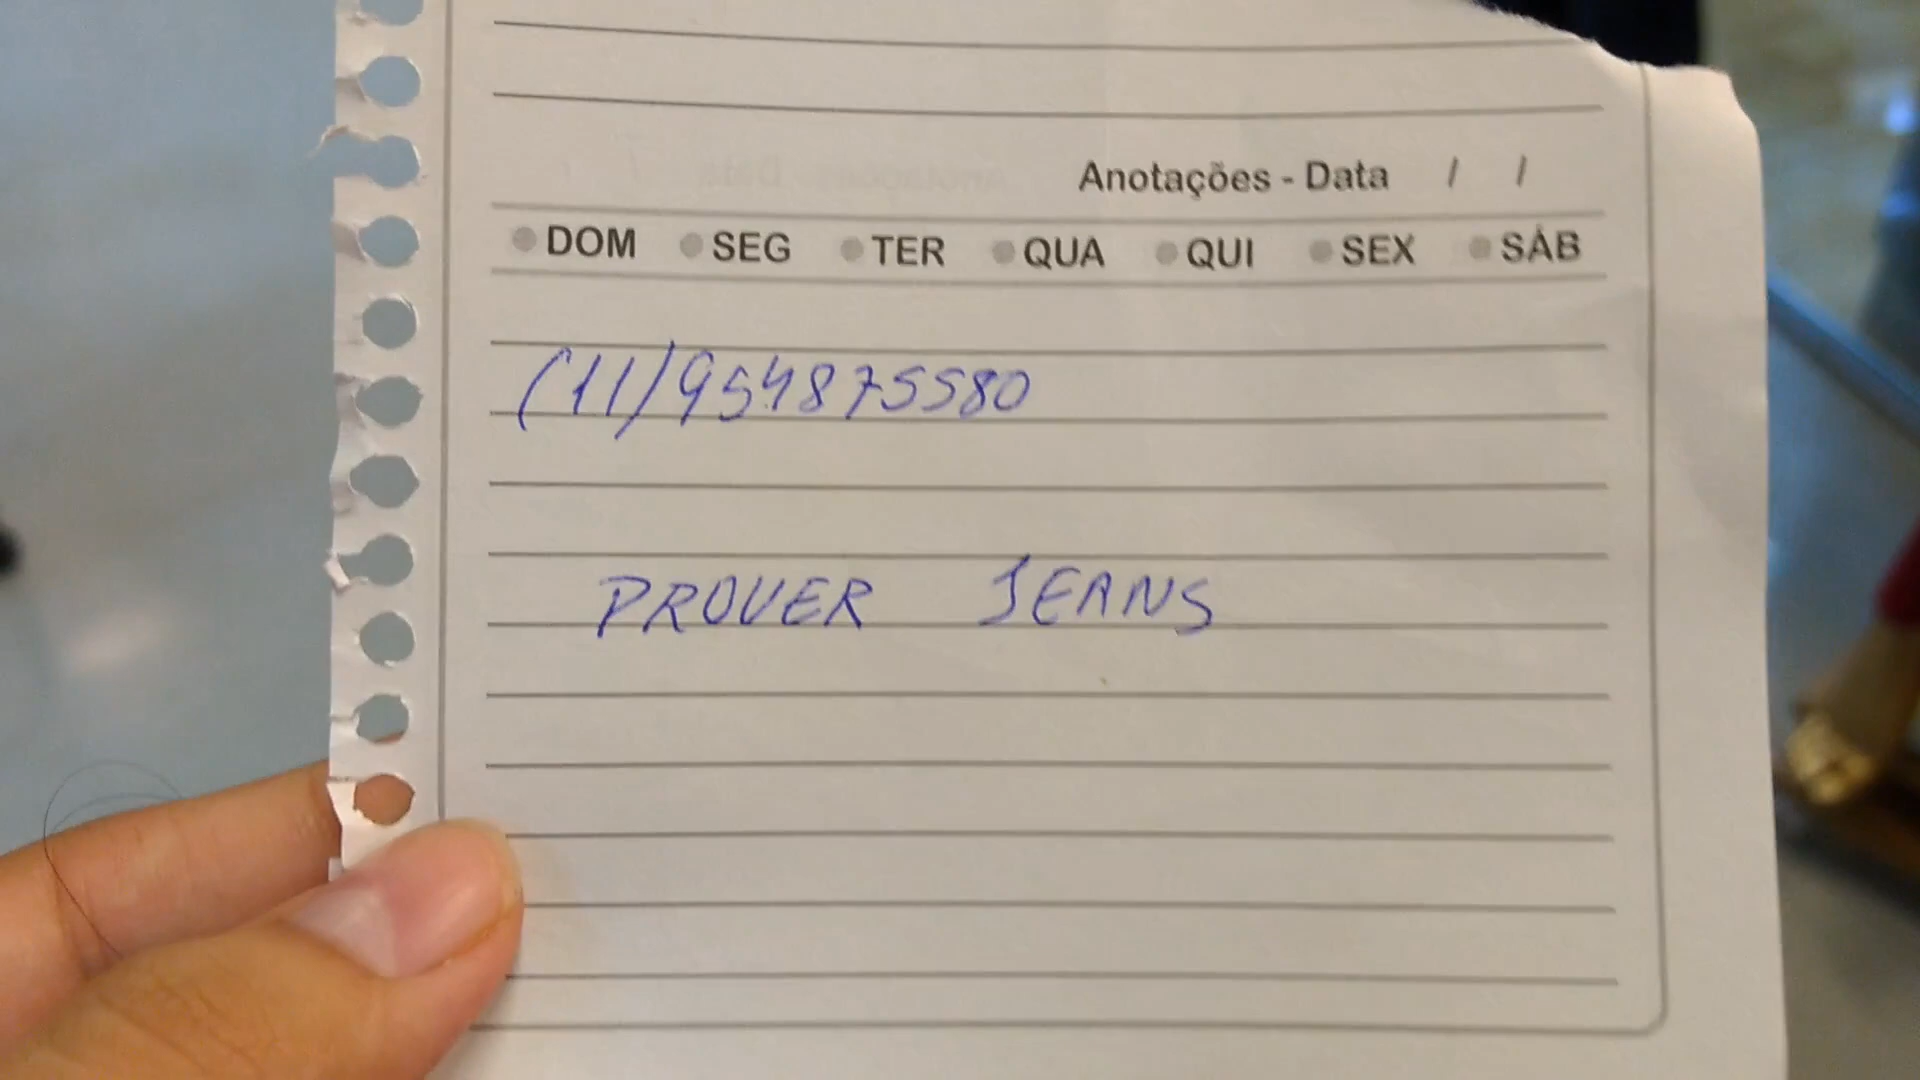 Anotações - Data / /
DOM SEG TER QUA QUI SEX SÁB
(11)954875580
PROVER JEANS